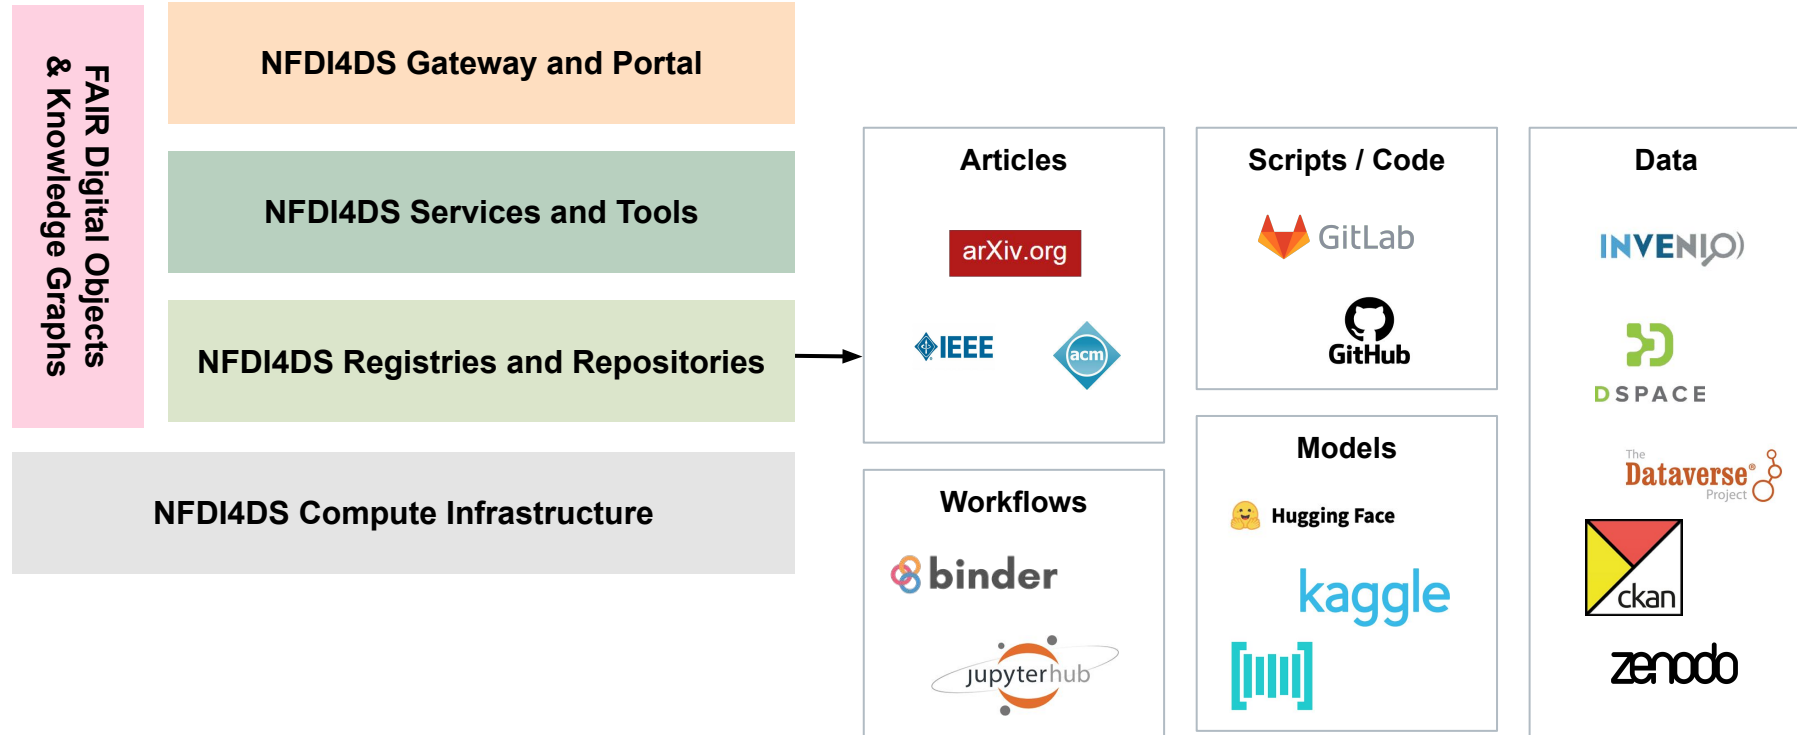 FAIR Digital Objects
& Knowledge Graphs
NFDI4DS Gateway and Portal
NFDI4DS Services and Tools
NFDI4DS Registries and Repositories
NFDI4DS Compute Infrastructure
Articles
arXiv.org
IEEE
acm
Workflows
binder
jupyterhub
Scripts / Code
GitLab
GitHub
Models
Hugging Face
kaggle
Data
INVENIO
DSPACE
The
Dataverse®
Project
ckan
zenodo